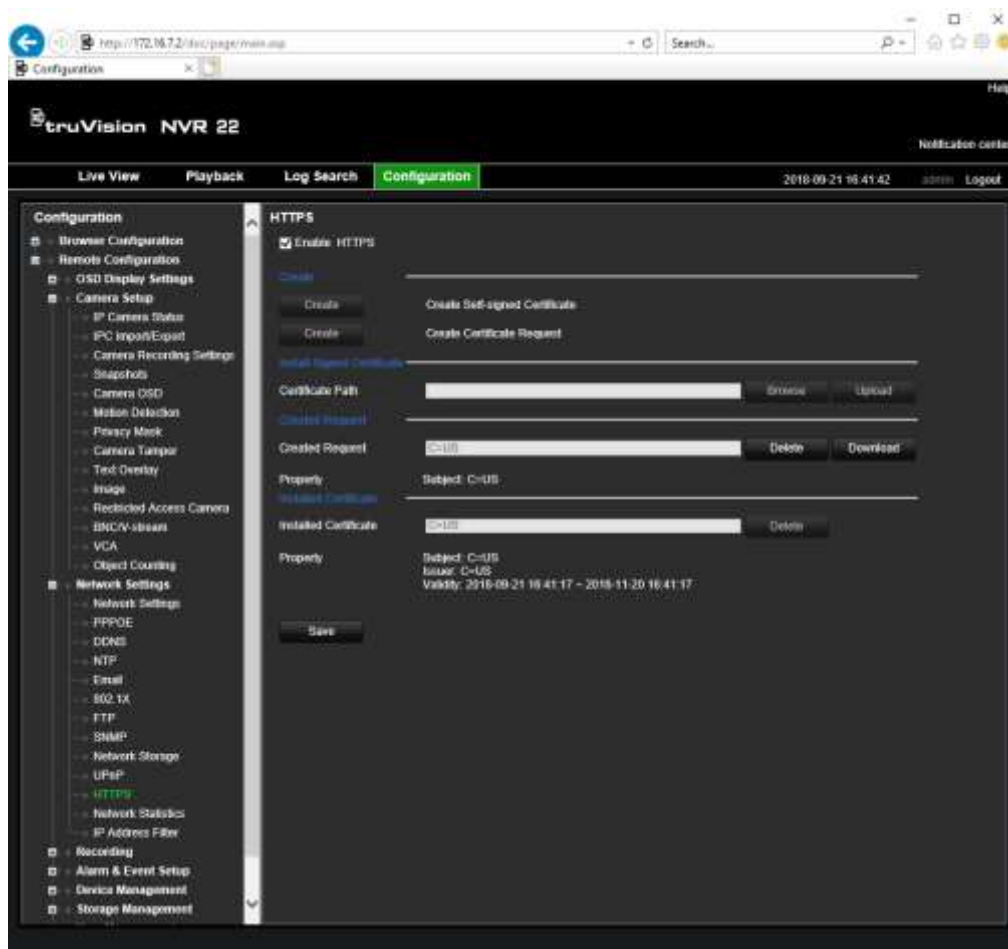 http://172.16.7.2/doc/page/main.asp
Search...
Configuration
Help
truVision NVR 22
Notification cente
Live View Playback Log Search Configuration
2018-09-21 16:41:42 admin Logout
Configuration
Browser Configuration
Remote Configuration
OSD Display Settings
Camera Setup
IP Camera Status
IPC Import/Export
Camera Recording Settings
Snapshots
Camera OSD
Motion Detection
Privacy Mask
Camera Tamper
Text Overlay
Image
Restricted Access Camera
BNC/V-stream
VCA
Object Counting
Network Settings
Network Settings
PPPOE
DDNS
NTP
Email
802.1X
FTP
SNMP
Network Storage
UPnP
HTTPS
Network Statistics
IP Address Filter
Recording
Alarm & Event Setup
Device Management
Storage Management
HTTPS
Enable HTTPS
Create
Create Create Self-signed Certificate
Create Create Certificate Request
Install Signed Certificate
Certificate Path Browse Upload
Created Request
Created Request C=US Delete Download
Property Subject: C=US
Installed Certificate
Installed Certificate C=US Delete
Property Subject: C=US
Issuer: C=US
Validity: 2018-09-21 16:41:17 ~ 2018-11-20 16:41:17
Save